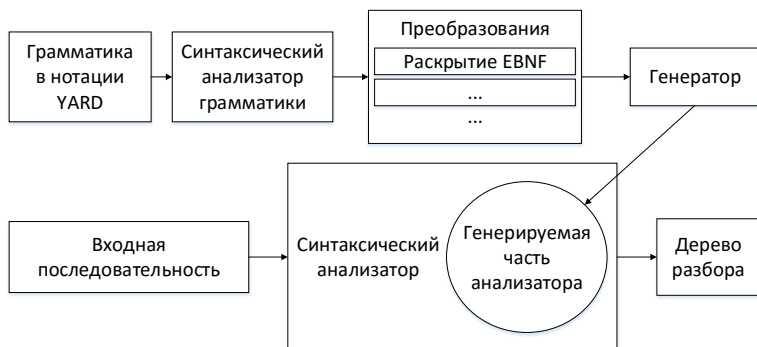 Грамматика
в нотации
YARD
Синтаксический
анализатор
грамматики
Преобразования
Раскрытие EBNF
...
...
Генератор
Входная
последовательность
Синтаксический
анализатор
Генерируемая
часть
анализатора
Дерево
разбора